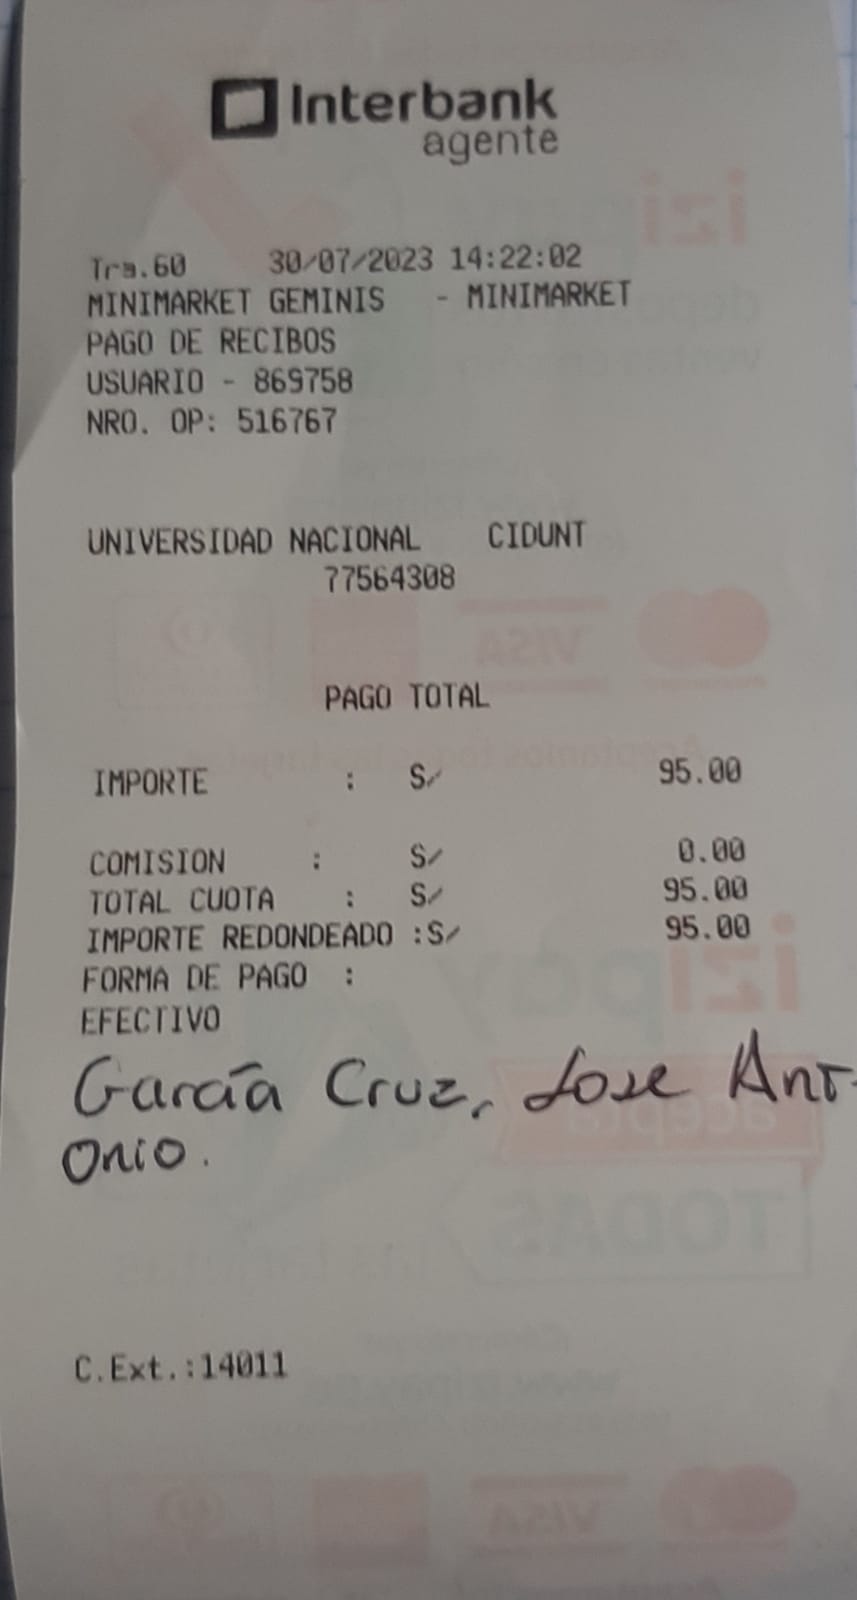 Interbank
agente
Tra.60 30/07/2023 14:22:02
MINIMARKET GEMINIS - MINIMARKET
PAGO DE RECIBOS
USUARIO - 869758
NRO. OP: 516767
UNIVERSIDAD NACIONAL CIDUNT
77564308
PAGO TOTAL
IMPORTE : S/ 95.00
COMISION : S/ 0.00
TOTAL CUOTA : S/ 95.00
IMPORTE REDONDEADO :S/ 95.00
FORMA DE PAGO :
EFECTIVO
García Cruz, Jose Ant-
onio.
C.Ext.:14011